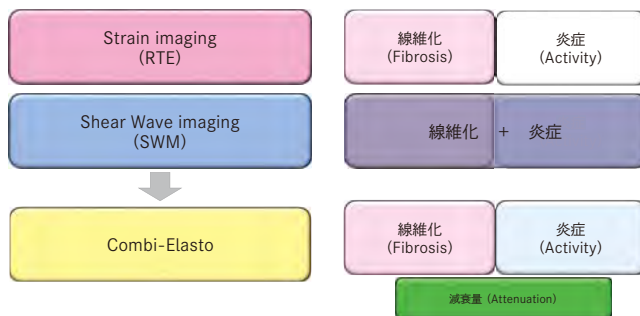 Strain imaging
(RTE)
線維化
(Fibrosis)
炎症
(Activity)
Shear Wave imaging
(SWM)
線維化 + 炎症
Combi-Elasto
線維化
(Fibrosis)
炎症
(Activity)
減衰量 (Attenuation)